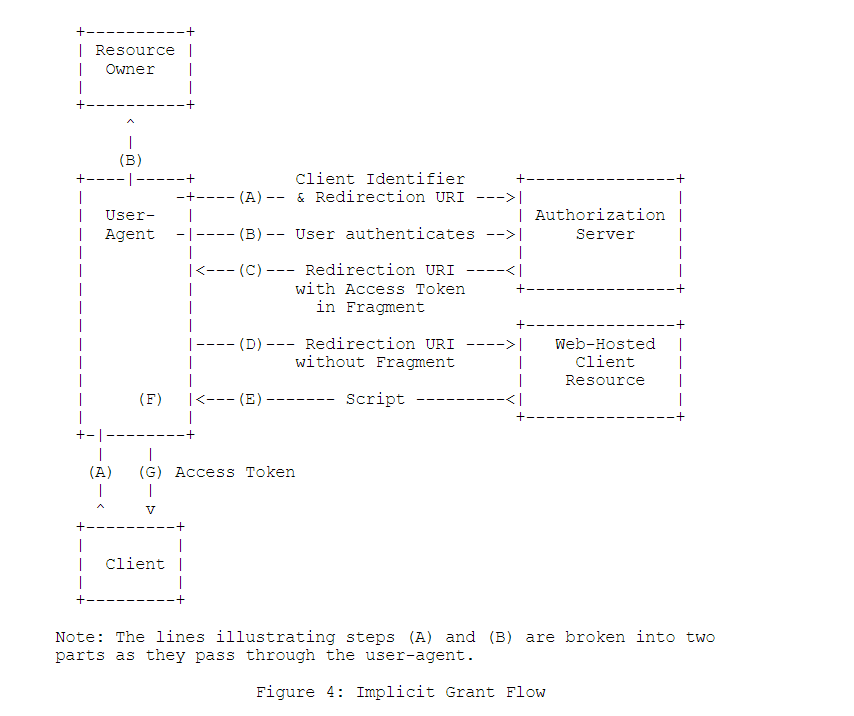 +----------+
| Resource |
|  Owner   |
|          |
+----------+
     ^
     |
    (B)
+----|-----+          Client Identifier     +---------------+
|         -+----(A)-- & Redirection URI --->|               |
|  User-   |                                | Authorization |
|  Agent  -|----(B)-- User authenticates -->|     Server    |
|          |                                |               |
|          |<---(C)--- Redirection URI ----<|               |
|          |          with Access Token     +---------------+
|          |            in Fragment
|          |                                +---------------+
|          |----(D)--- Redirection URI ---->|   Web-Hosted  |
|          |          without Fragment      |     Client    |
|          |                                |    Resource   |
|     (F)  |<---(E)------- Script ---------<|               |
|          |                                +---------------+
+-|--------+
  |    |
 (A)  (G) Access Token
  |    |
  ^    v
+---------+
|         |
|  Client |
|         |
+---------+
Note: The lines illustrating steps (A) and (B) are broken into two
parts as they pass through the user-agent.
Figure 4: Implicit Grant Flow